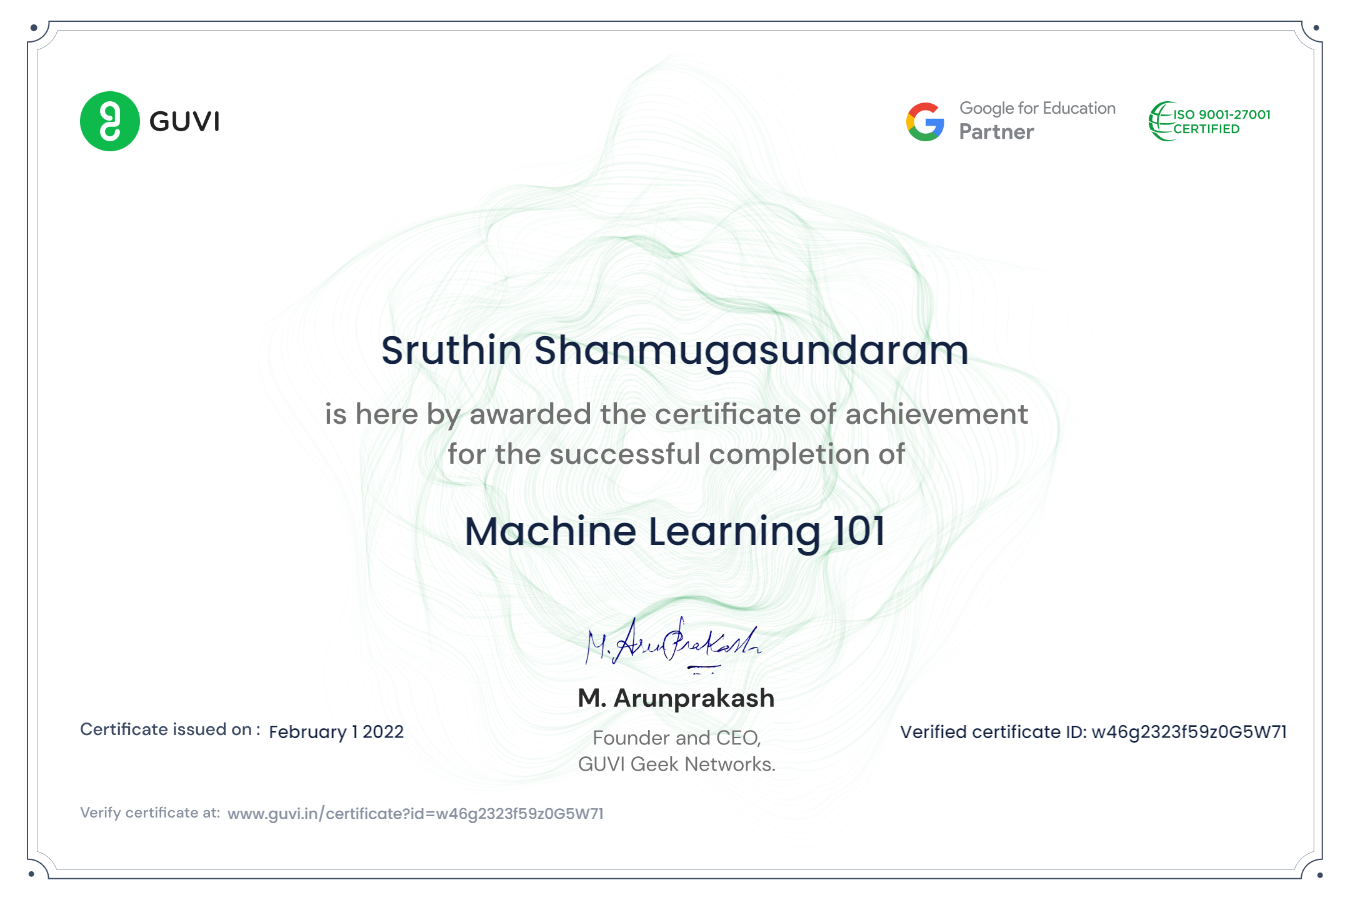 GUVI
Google for Education
Partner
ISO 9001-27001
CERTIFIED
Sruthin Shanmugasundaram
is here by awarded the certificate of achievement
for the successful completion of
Machine Learning 101
M. ArunPrakash
M. Arunprakash
Founder and CEO,
GUVI Geek Networks.
Certificate issued on : February 1 2022
Verified certificate ID: w46g2323f59z0G5W71
Verify certificate at: www.guvi.in/certificate?id=w46g2323f59z0G5W71